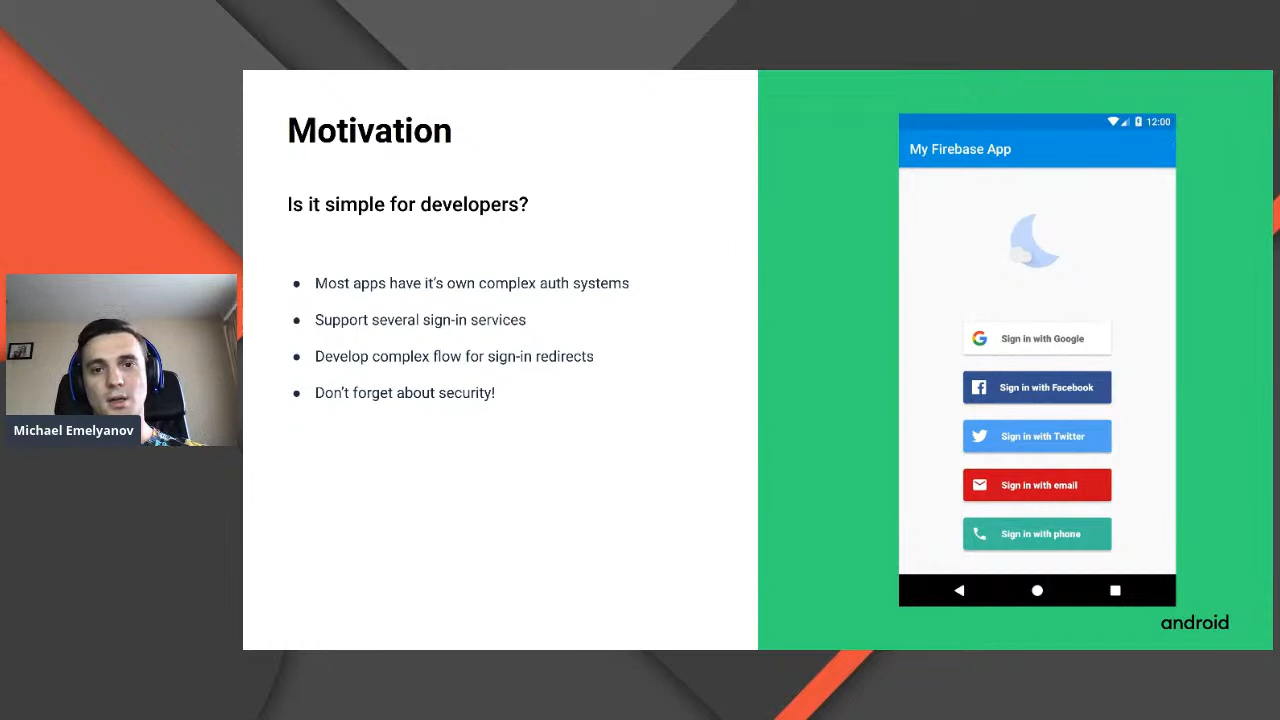 Motivation
Is it simple for developers?
● Most apps have it's own complex auth systems
● Support several sign-in services
● Develop complex flow for sign-in redirects
● Don't forget about security!
Michael Emelyanov
12:00
My Firebase App
Sign in with Google
Sign in with Facebook
Sign in with Twitter
Sign in with email
Sign in with phone
android